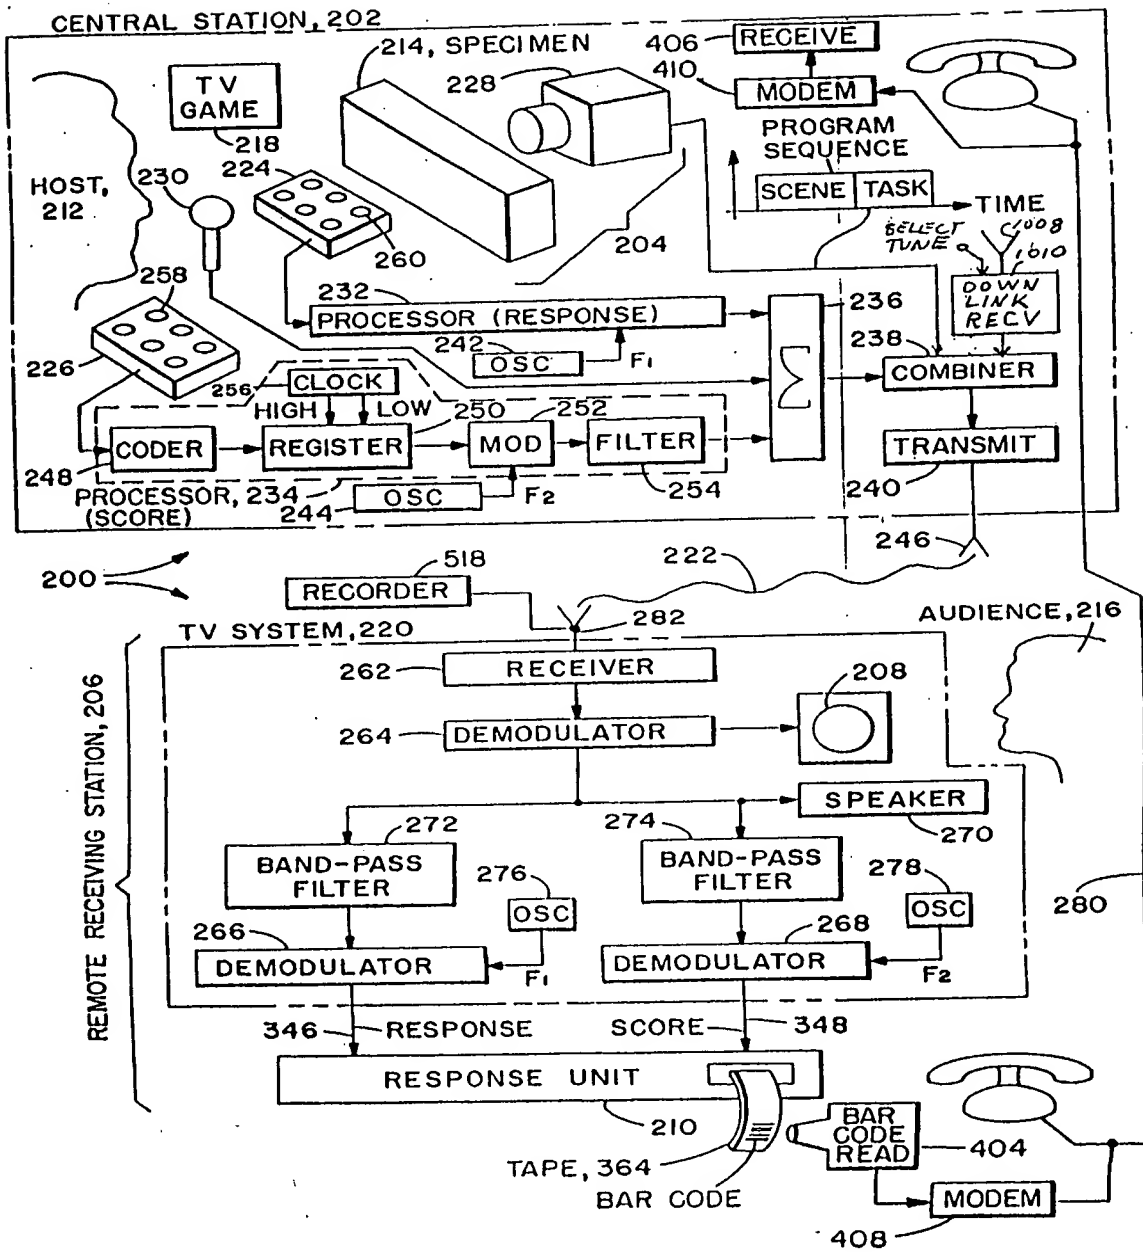 CENTRAL STATION, 202
214, SPECIMEN
406
RECEIVE
410
MODEM
TV
GAME
218
228
PROGRAM
SEQUENCE
SCENE
TASK
TIME
HOST,
212
230
224
260
204
SELECT
TUNE
1008
1010
DOWN
LINK
RECV
258
226
232
PROCESSOR (RESPONSE)
242
OSC
F1
236
Σ
238
COMBINER
256
CLOCK
HIGH
LOW
250
252
CODER
REGISTER
MOD
FILTER
TRANSMIT
248
PROCESSOR, 234
(SCORE)
244
OSC
F2
254
240
246
200
518
RECORDER
222
282
TV SYSTEM, 220
AUDIENCE, 216
REMOTE RECEIVING STATION, 206
262
RECEIVER
208
264
DEMODULATOR
SPEAKER
270
272
BAND-PASS
FILTER
274
BAND-PASS
FILTER
276
OSC
278
OSC
280
266
DEMODULATOR
F1
268
DEMODULATOR
F2
346
RESPONSE
SCORE
348
RESPONSE UNIT
210
TAPE, 364
BAR CODE
BAR
CODE
READ
404
MODEM
408